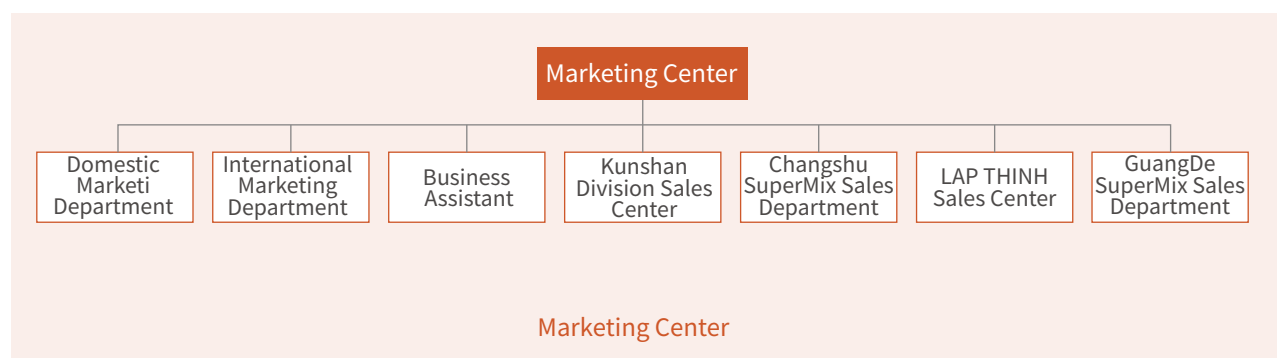 Marketing Center
Domestic
Marketi
Department
International
Marketing
Department
Business
Assistant
Kunshan
Division Sales
Center
Changshu
SuperMix Sales
Department
LAP THINH
Sales Center
GuangDe
SuperMix Sales
Department
Marketing Center